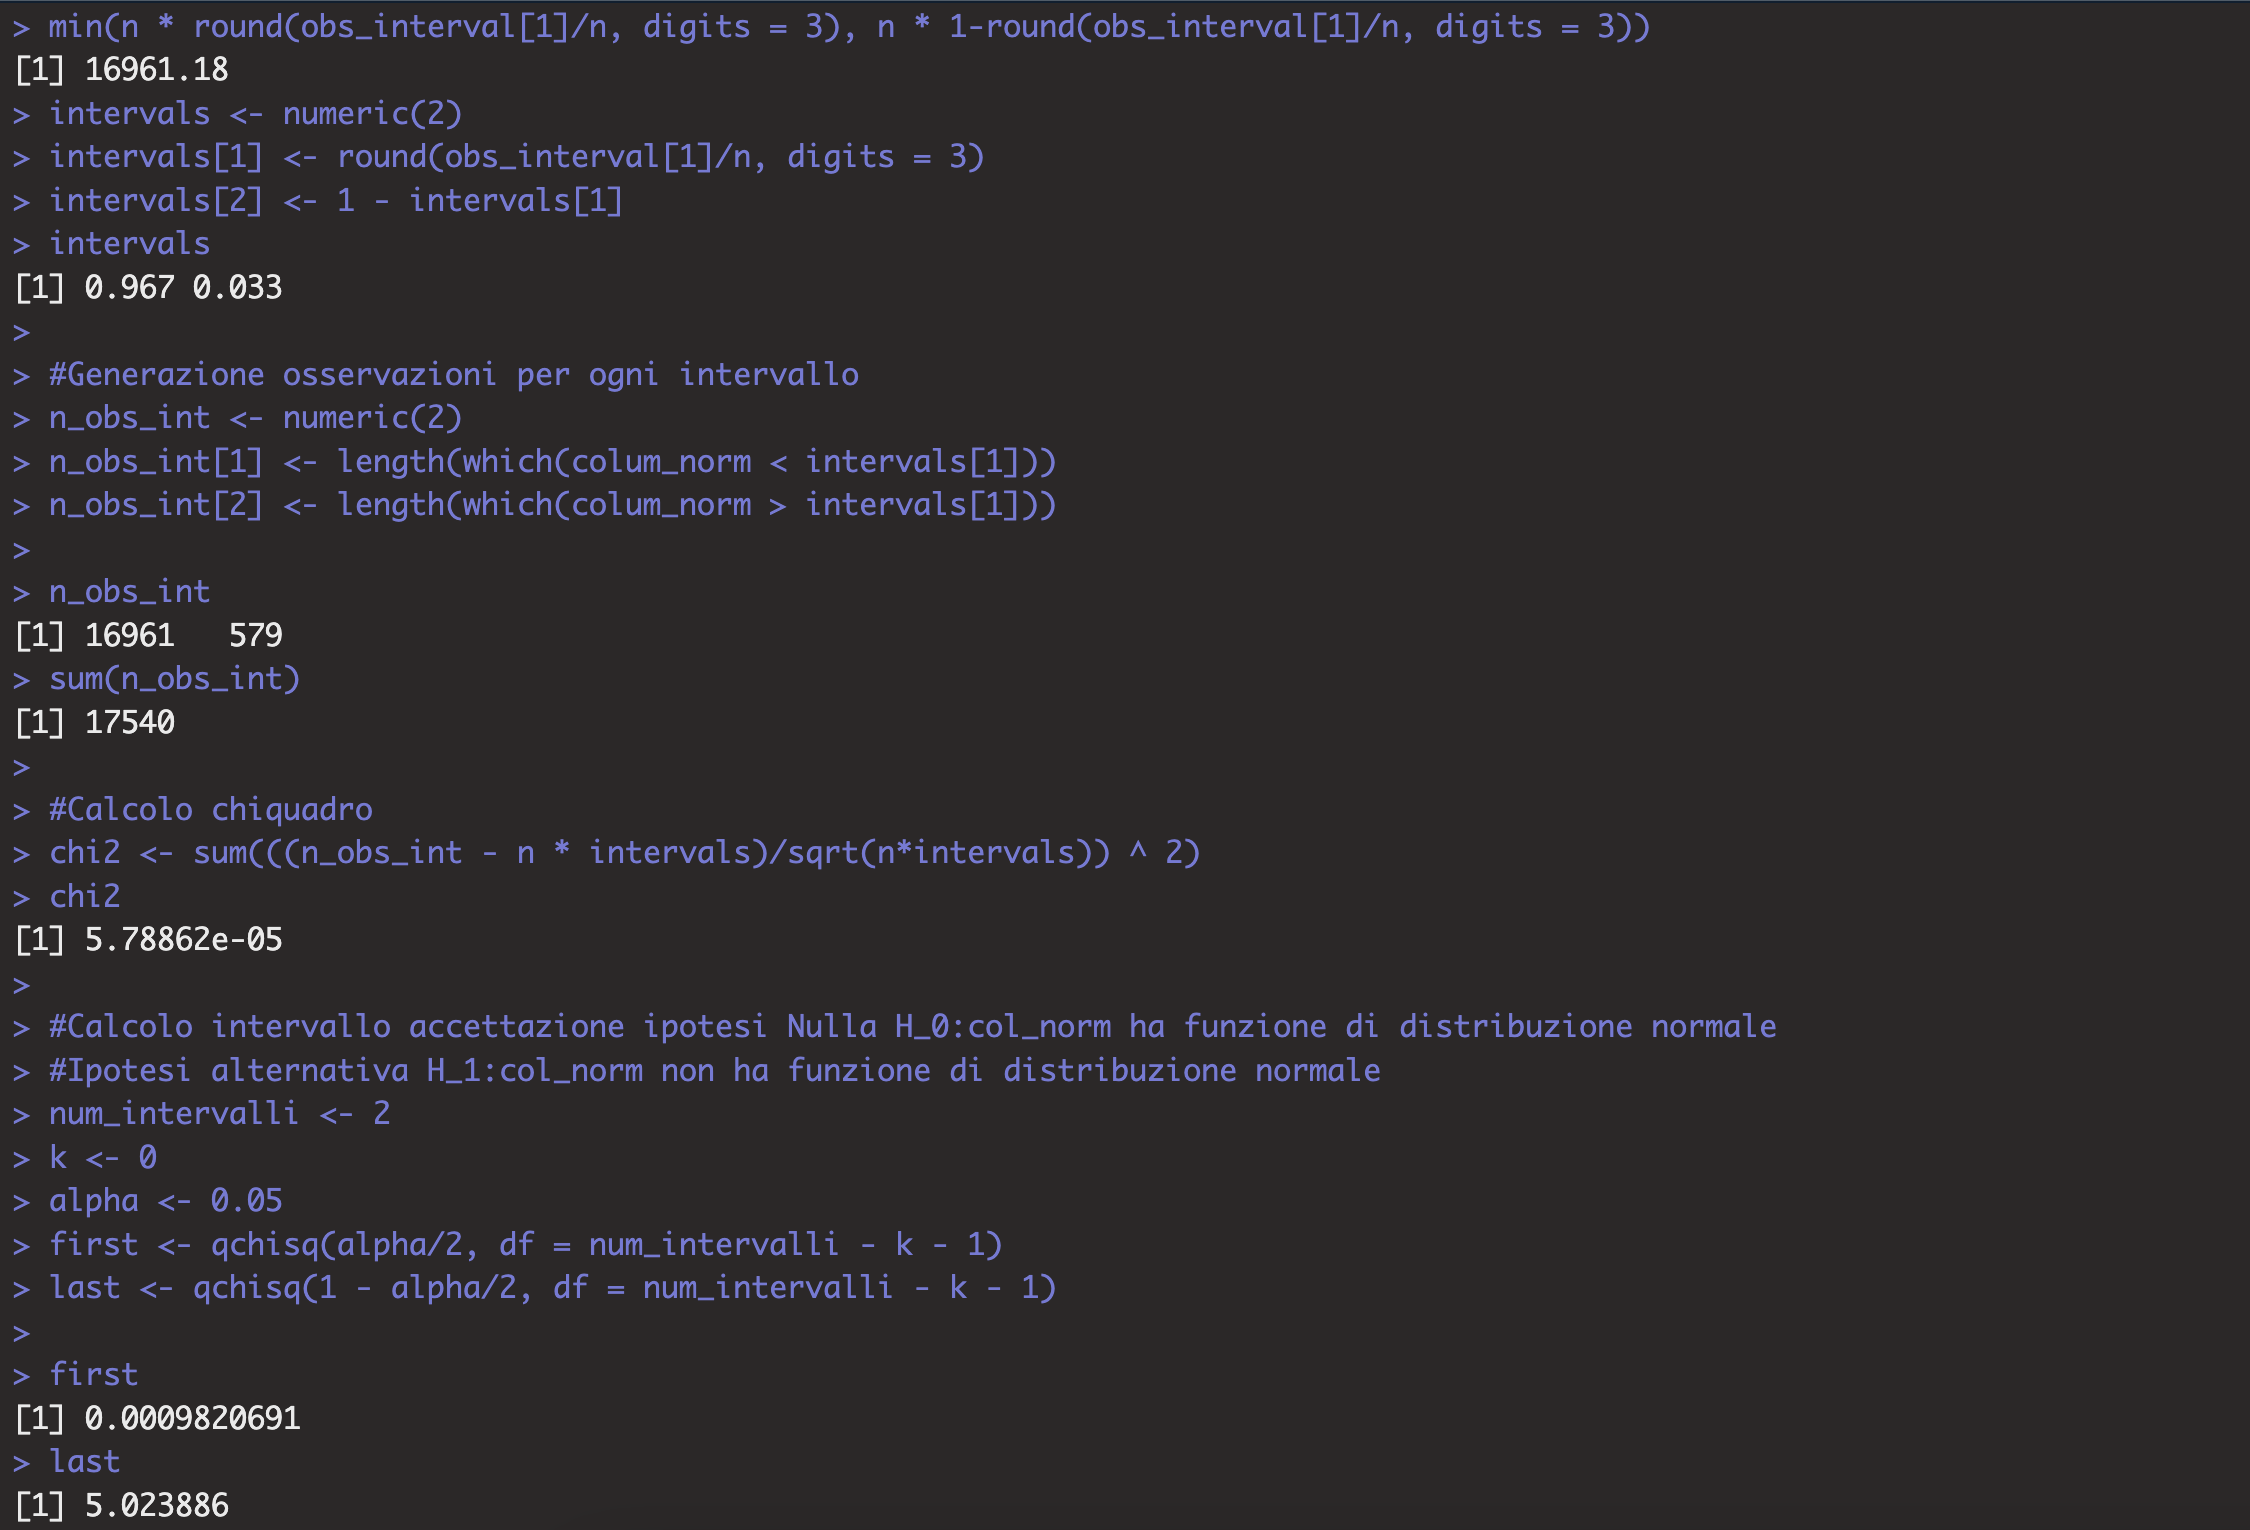 > min(n * round(obs_interval[1]/n, digits = 3), n * 1-round(obs_interval[1]/n, digits = 3))
[1] 16961.18
> intervals <- numeric(2)
> intervals[1] <- round(obs_interval[1]/n, digits = 3)
> intervals[2] <- 1 - intervals[1]
> intervals
[1] 0.967 0.033
>
> #Generazione osservazioni per ogni intervallo
> n_obs_int <- numeric(2)
> n_obs_int[1] <- length(which(colum_norm < intervals[1]))
> n_obs_int[2] <- length(which(colum_norm > intervals[1]))
>
> n_obs_int
[1] 16961   579
> sum(n_obs_int)
[1] 17540
>
> #Calcolo chiquadro
> chi2 <- sum(((n_obs_int - n * intervals)/sqrt(n*intervals)) ^ 2)
> chi2
[1] 5.78862e-05
>
> #Calcolo intervallo accettazione ipotesi Nulla H_0:col_norm ha funzione di distribuzione normale
> #Ipotesi alternativa H_1:col_norm non ha funzione di distribuzione normale
> num_intervalli <- 2
> k <- 0
> alpha <- 0.05
> first <- qchisq(alpha/2, df = num_intervalli - k - 1)
> last <- qchisq(1 - alpha/2, df = num_intervalli - k - 1)
>
> first
[1] 0.0009820691
> last
[1] 5.023886